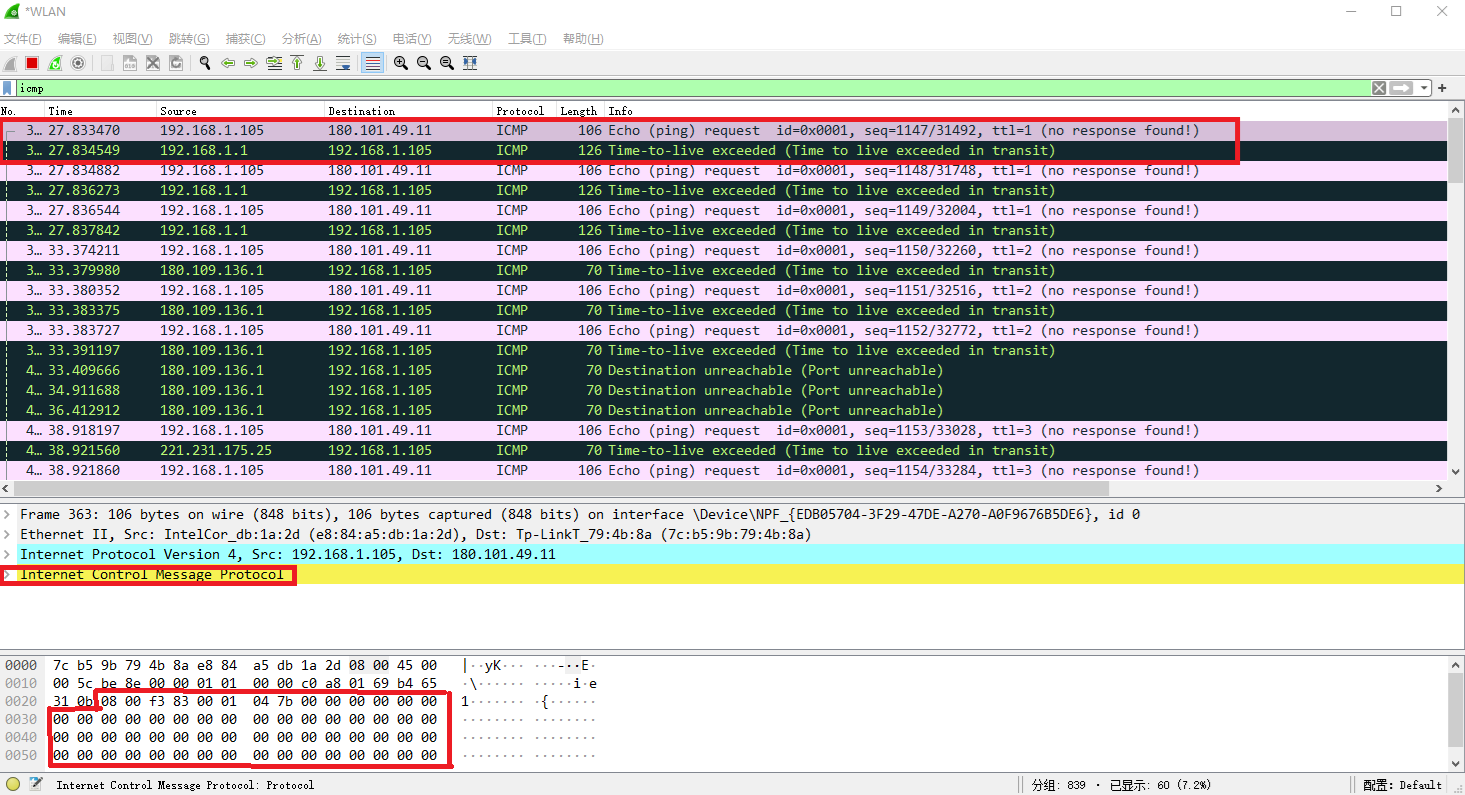 *WLAN
文件(F) 编辑(E) 视图(V) 跳转(G) 捕获(C) 分析(A) 统计(S) 电话(Y) 无线(W) 工具(T) 帮助(H)
icmp
No. Time Source Destination Protocol Length Info
3… 27.833470 192.168.1.105 180.101.49.11 ICMP 106 Echo (ping) request id=0x0001, seq=1147/31492, ttl=1 (no response found!)
3… 27.834549 192.168.1.1 192.168.1.105 ICMP 126 Time-to-live exceeded (Time to live exceeded in transit)
3… 27.834882 192.168.1.105 180.101.49.11 ICMP 106 Echo (ping) request id=0x0001, seq=1148/31748, ttl=1 (no response found!)
3… 27.836273 192.168.1.1 192.168.1.105 ICMP 126 Time-to-live exceeded (Time to live exceeded in transit)
3… 27.836544 192.168.1.105 180.101.49.11 ICMP 106 Echo (ping) request id=0x0001, seq=1149/32004, ttl=1 (no response found!)
3… 27.837842 192.168.1.1 192.168.1.105 ICMP 126 Time-to-live exceeded (Time to live exceeded in transit)
3… 33.374211 192.168.1.105 180.101.49.11 ICMP 106 Echo (ping) request id=0x0001, seq=1150/32260, ttl=2 (no response found!)
3… 33.379980 180.109.136.1 192.168.1.105 ICMP 70 Time-to-live exceeded (Time to live exceeded in transit)
3… 33.380352 192.168.1.105 180.101.49.11 ICMP 106 Echo (ping) request id=0x0001, seq=1151/32516, ttl=2 (no response found!)
3… 33.383375 180.109.136.1 192.168.1.105 ICMP 70 Time-to-live exceeded (Time to live exceeded in transit)
3… 33.383727 192.168.1.105 180.101.49.11 ICMP 106 Echo (ping) request id=0x0001, seq=1152/32772, ttl=2 (no response found!)
3… 33.391197 180.109.136.1 192.168.1.105 ICMP 70 Time-to-live exceeded (Time to live exceeded in transit)
4… 33.409666 180.109.136.1 192.168.1.105 ICMP 70 Destination unreachable (Port unreachable)
4… 34.911688 180.109.136.1 192.168.1.105 ICMP 70 Destination unreachable (Port unreachable)
4… 36.412912 180.109.136.1 192.168.1.105 ICMP 70 Destination unreachable (Port unreachable)
4… 38.918197 192.168.1.105 180.101.49.11 ICMP 106 Echo (ping) request id=0x0001, seq=1153/33028, ttl=3 (no response found!)
4… 38.921560 221.231.175.25 192.168.1.105 ICMP 70 Time-to-live exceeded (Time to live exceeded in transit)
4… 38.921860 192.168.1.105 180.101.49.11 ICMP 106 Echo (ping) request id=0x0001, seq=1154/33284, ttl=3 (no response found!)
Frame 363: 106 bytes on wire (848 bits), 106 bytes captured (848 bits) on interface \Device\NPF_{EDB05704-3F29-47DE-A270-A0F9676B5DE6}, id 0
Ethernet II, Src: IntelCor_db:1a:2d (e8:84:a5:db:1a:2d), Dst: Tp-LinkT_79:4b:8a (7c:b5:9b:79:4b:8a)
Internet Protocol Version 4, Src: 192.168.1.105, Dst: 180.101.49.11
Internet Control Message Protocol
0000 7c b5 9b 79 4b 8a e8 84 a5 db 1a 2d 08 00 45 00 |··yK··· ···-··E·
0010 00 5c be 8e 00 00 01 01 00 00 c0 a8 01 69 b4 65 ·\······ ·····i·e
0020 31 0b 08 00 f3 83 00 01 04 7b 00 00 00 00 00 00 1······· ·{······
0030 00 00 00 00 00 00 00 00 00 00 00 00 00 00 00 00 ········ ········
0040 00 00 00 00 00 00 00 00 00 00 00 00 00 00 00 00 ········ ········
0050 00 00 00 00 00 00 00 00 00 00 00 00 00 00 00 00 ········ ········
Internet Control Message Protocol: Protocol 分组: 839 · 已显示: 60 (7.2%) 配置: Default